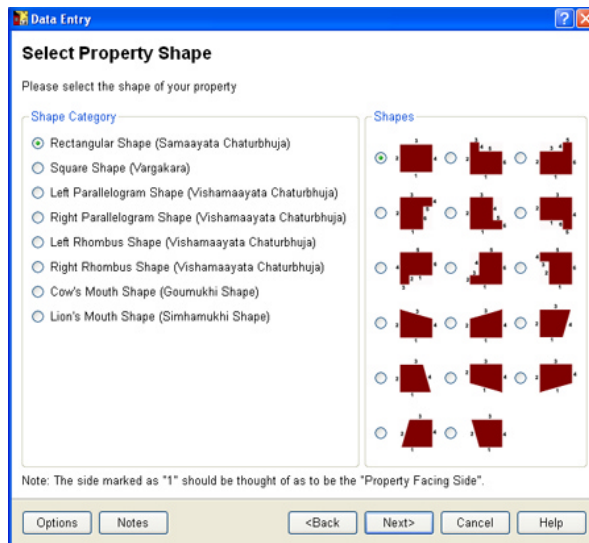 Data Entry
Select Property Shape
Please select the shape of your property
Shape Category
Rectangular Shape (Samaayata Chaturbhuja)
Square Shape (Vargakara)
Left Parallelogram Shape (Vishamaayata Chaturbhuja)
Right Parallelogram Shape (Vishamaayata Chaturbhuja)
Left Rhombus Shape (Vishamaayata Chaturbhuja)
Right Rhombus Shape (Vishamaayata Chaturbhuja)
Cow's Mouth Shape (Goumukhi Shape)
Lion's Mouth Shape (Simhamukhi Shape)
Shapes
Note: The side marked as "1" should be thought of as to be the "Property Facing Side".
Options Notes <Back Next> Cancel Help